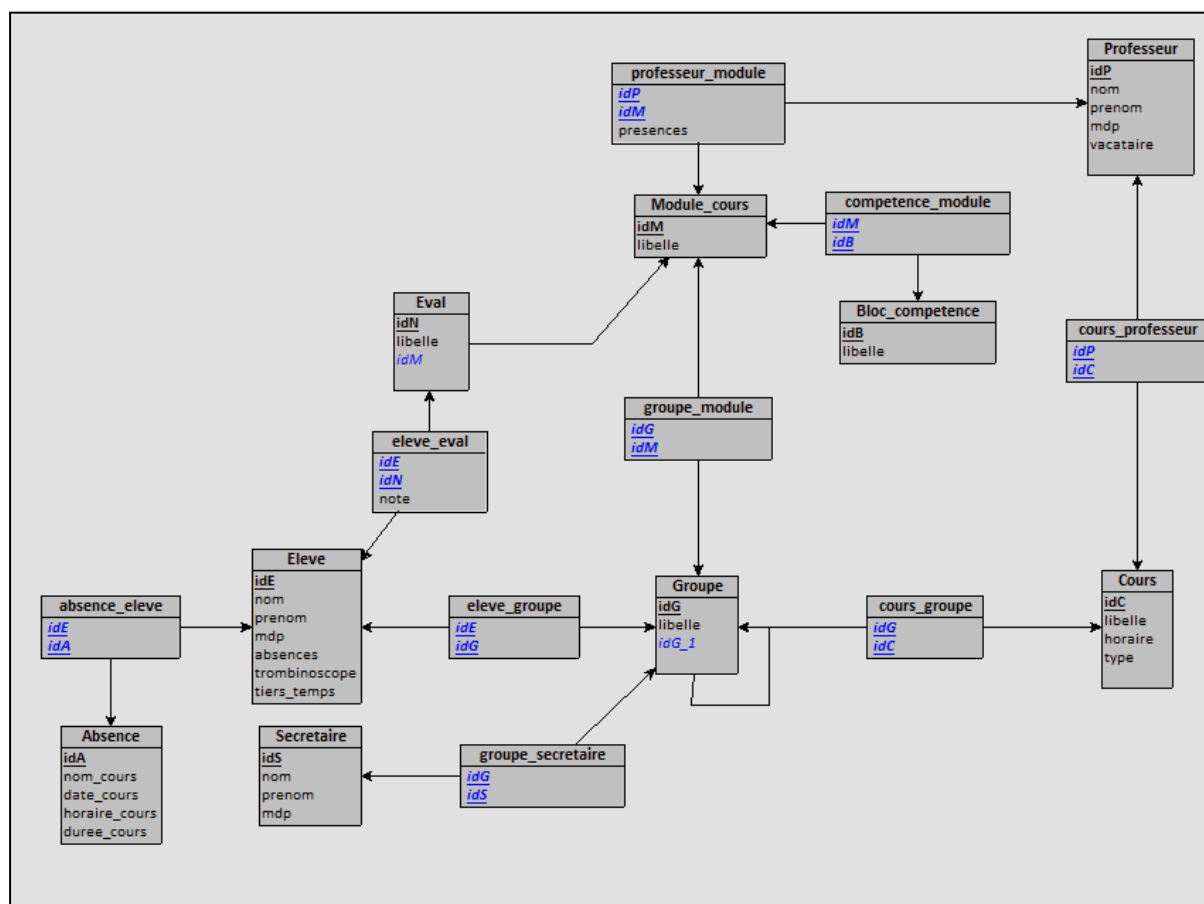 Professeur
idP
nom
prenom
mdp
vacataire
professeur_module
idP
idM
presences
Module_cours
idM
libelle
competence_module
idM
idB
Bloc_competence
idB
libelle
cours_professeur
idP
idC
Eval
idN
libelle
idM
groupe_module
idG
idM
eleve_eval
idE
idN
note
Eleve
idE
nom
prenom
mdp
absences
trombinoscope
tiers_temps
absence_eleve
idE
idA
eleve_groupe
idE
idG
Groupe
idG
libelle
idG_1
cours_groupe
idG
idC
Cours
idC
libelle
horaire
type
Absence
idA
nom_cours
date_cours
horaire_cours
duree_cours
Secretaire
idS
nom
prenom
mdp
groupe_secretaire
idG
idS